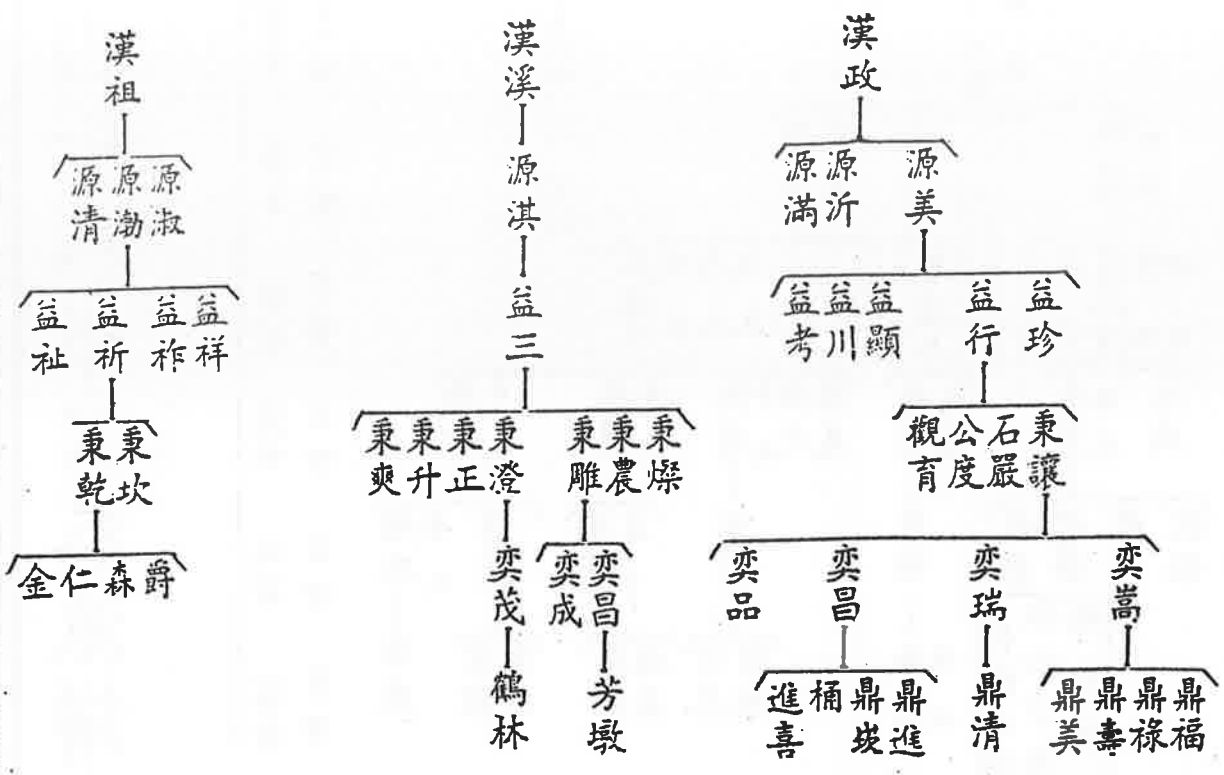 漢政
源美
源沂
源滿
益珍
益行
益顯
益川
益考
秉讓
石嚴
公度
觀育
奕嵩
奕瑞
奕昌
奕品
鼎福
鼎祿
鼎壽
鼎美
鼎清
鼎進
鼎崁
桶
進喜
漢溪
源淇
益三
秉燦
秉農
秉雕
秉澄
秉正
秉升
秉爽
奕昌
奕成
奕茂
芳墩
鶴林
漢祖
源淑
源渤
源清
益祥
益祚
益祈
益祉
秉坎
秉乾
爵
森
仁
金